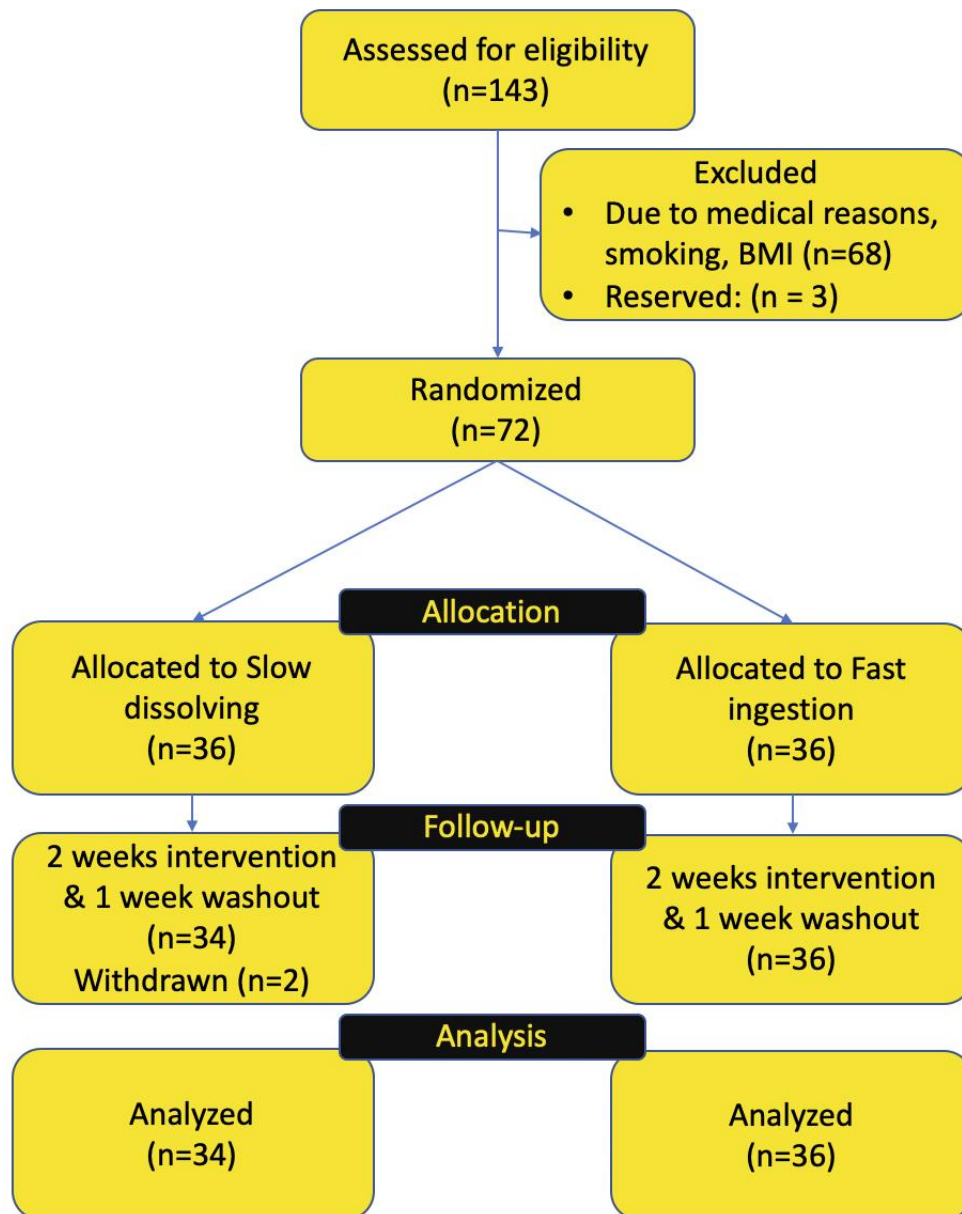 Assessed for eligibility
(n=143)
Excluded
• Due to medical reasons,
smoking, BMI (n=68)
• Reserved: (n = 3)
Randomized
(n=72)
Allocation
Allocated to Slow
dissolving
(n=36)
Allocated to Fast
ingestion
(n=36)
Follow-up
2 weeks intervention
& 1 week washout
(n=34)
Withdrawn (n=2)
2 weeks intervention
& 1 week washout
(n=36)
Analysis
Analyzed
(n=34)
Analyzed
(n=36)